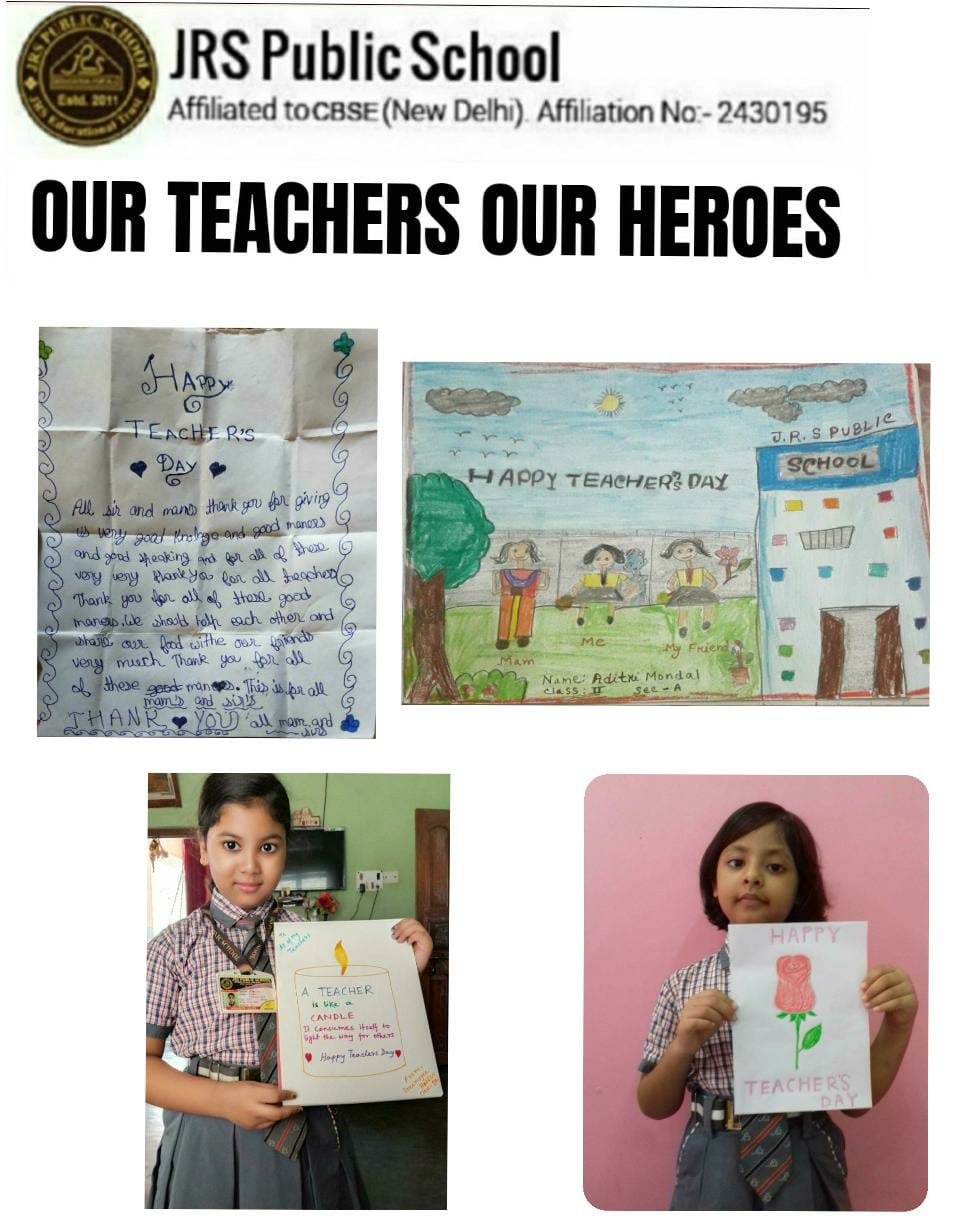 JRS PUBLIC SCHOOL
Estd. 2011
JRS Educational Trust
JRS Public School
Affiliated to CBSE (New Delhi). Affiliation No:- 2430195
OUR TEACHERS OUR HEROES
HAPPY
TEACHER'S
DAY
All sir and mams thank you for giving
us very good knolage and good maners
and good speaking and for all of these
very very thank you for all teachers
Thank you for all of these good
maners. We should help each other and
share our food withe our friends
very much Thank you for all
of these good maners. This is for all
mam's and sir's
THANK YOU all mam and
sirs
J.R.S PUBLIC
SCHOOL
HAPPY TEACHER'S DAY
Mam
Me
My Friend
Name: Aditri Mondal
Class: II Sec-A
To
All of my
Teachers
A TEACHER
is like a
CANDLE
It consumes itself to
light the way for others
Happy Teachers Day
From:-
HAPPY
TEACHER'S
DAY